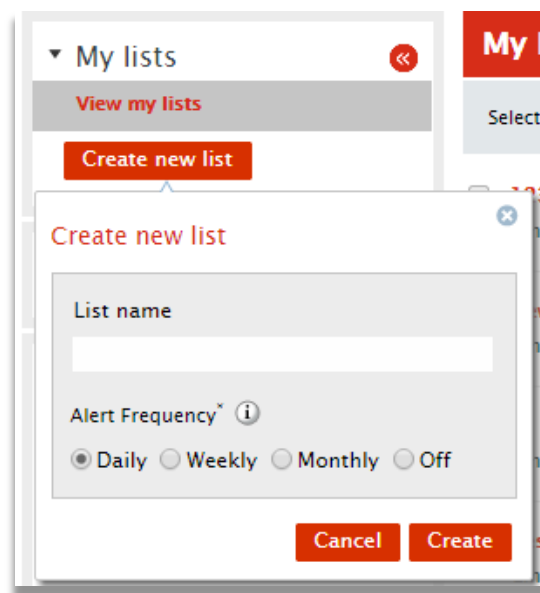 My lists
View my lists
Create new list
My
Select
Create new list
List name
Alert Frequency* i
Daily Weekly Monthly Off
Cancel Create